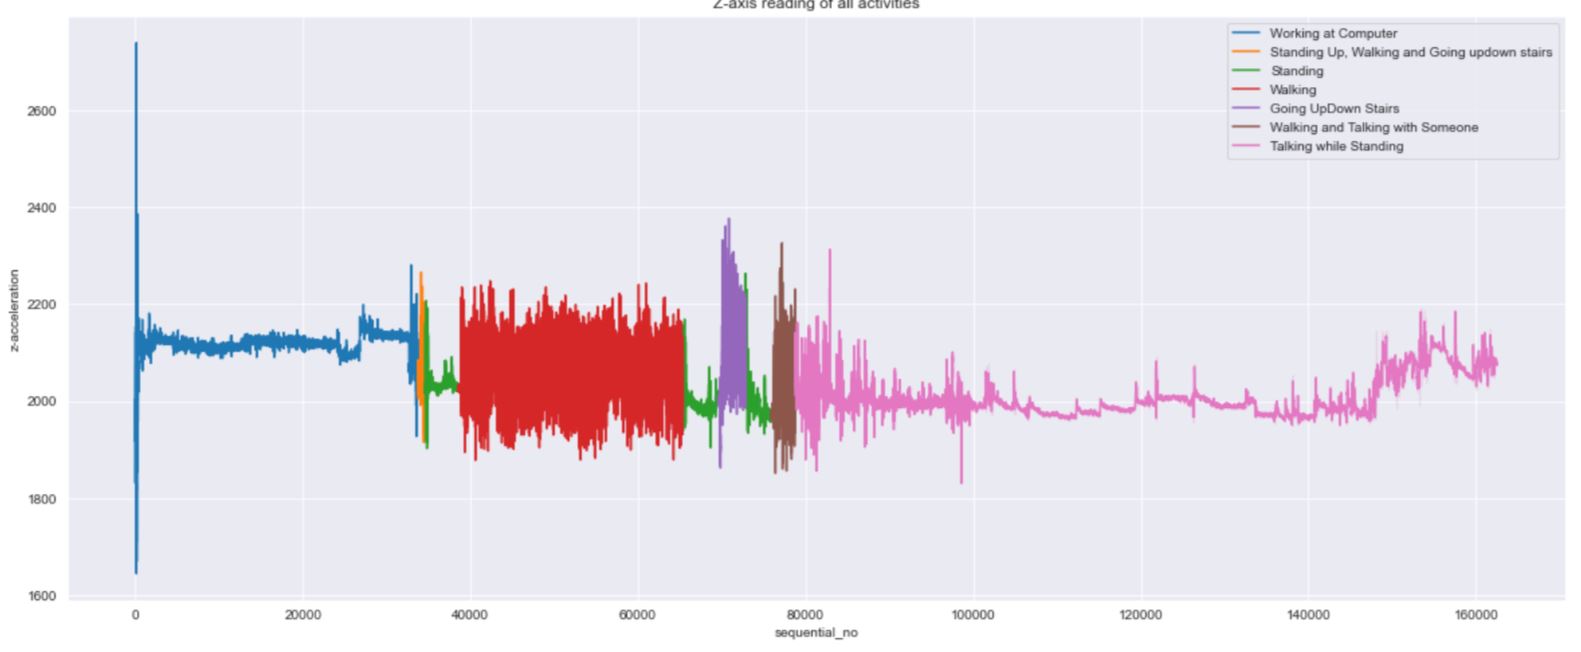 Z-axis reading of all activities
Working at Computer
Standing Up, Walking and Going updown stairs
Standing
Walking
Going UpDown Stairs
Walking and Talking with Someone
Talking while Standing
z-acceleration
2600
2400
2200
2000
1800
1600
0 20000 40000 60000 80000 100000 120000 140000 160000
sequential_no